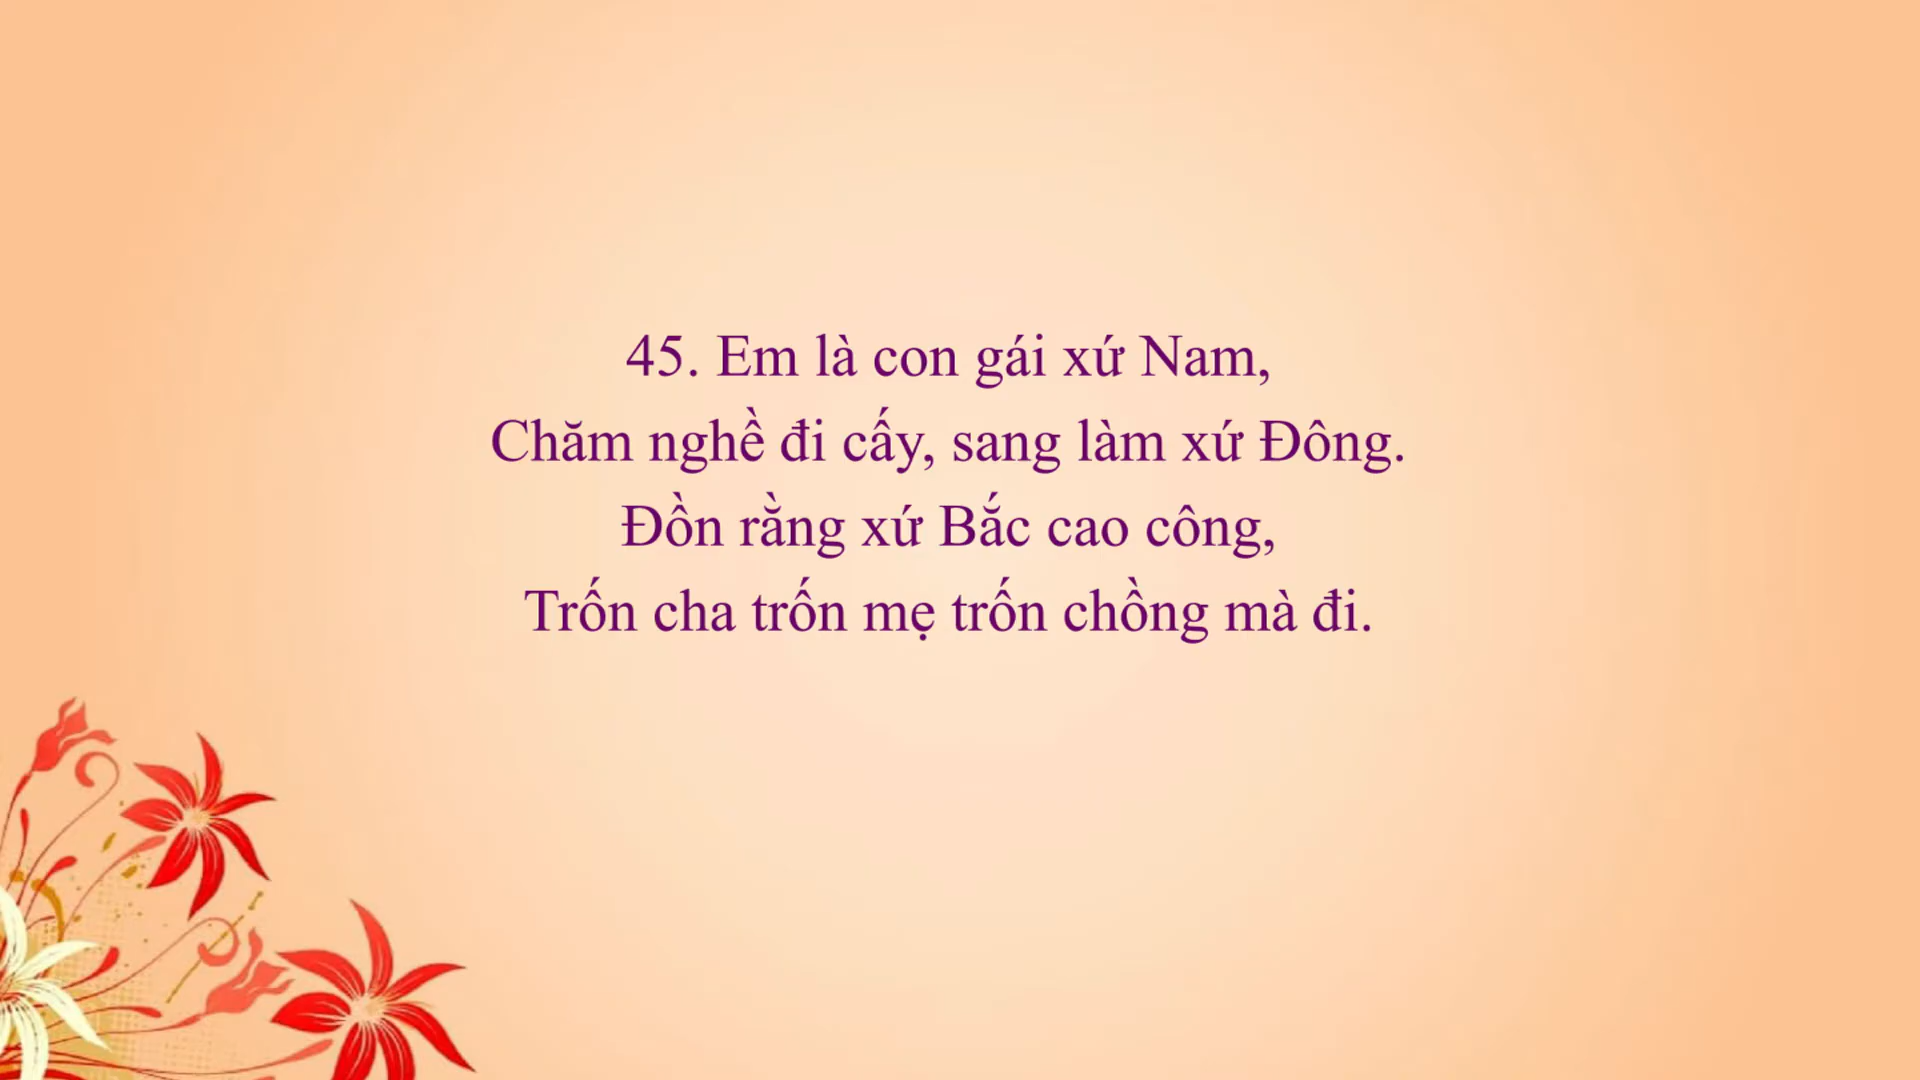 45. Em là con gái xứ Nam,
Chăm nghề đi cấy, sang làm xứ Đông.
Đồn rằng xứ Bắc cao công,
Trốn cha trốn mẹ trốn chồng mà đi.